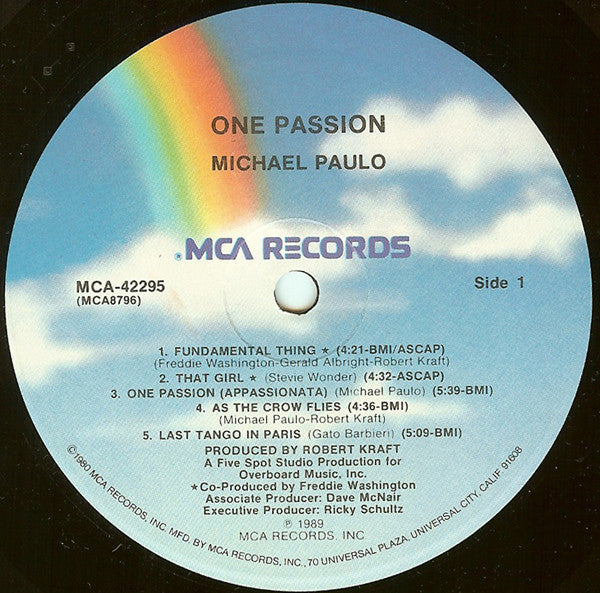 ONE PASSION
MICHAEL PAULO
®MCA RECORDS
MCA-42295
(MCA8796)
Side 1
1. FUNDAMENTAL THING ★ (4:21-BMI/ASCAP)
(Freddie Washington-Gerald Albright-Robert Kraft)
2. THAT GIRL ★ (Stevie Wonder) (4:32-ASCAP)
3. ONE PASSION (APPASSIONATA) (Michael Paulo) (5:39-BMI)
4. AS THE CROW FLIES (4:36-BMI)
(Michael Paulo-Robert Kraft)
5. LAST TANGO IN PARIS (Gato Barbieri) (5:09-BMI)
PRODUCED BY ROBERT KRAFT
A Five Spot Studio Production for
Overboard Music, Inc.
★Co-Produced by Freddie Washington
Associate Producer: Dave McNair
Executive Producer: Ricky Schultz
℗ 1989
MCA RECORDS, INC
©1980 MCA RECORDS, INC. MFD. BY MCA RECORDS, INC., 70 UNIVERSAL PLAZA, UNIVERSAL CITY, CALIF. 91608